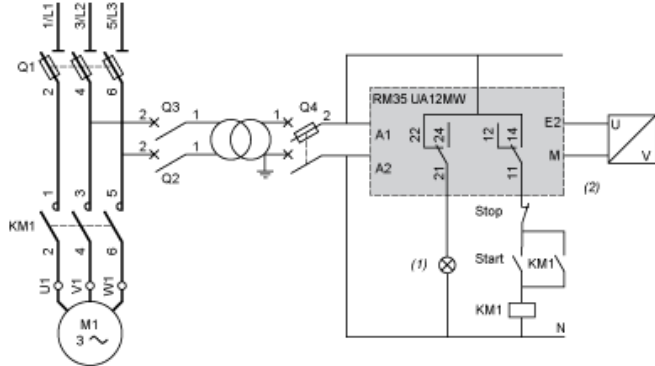 1/L1 3/L2 5/L3
Q1
2 4 6
2 Q3 1
1 Q4 2
2 Q2 1
RM35 UA12MW
A1
A2
22 24
21
12 14
11
E2
M
U
V
(2)
1 3 5
KM1
2 4 6
U1 V1 W1
M1
3 ~
Stop
Start KM1
(1)
KM1
N